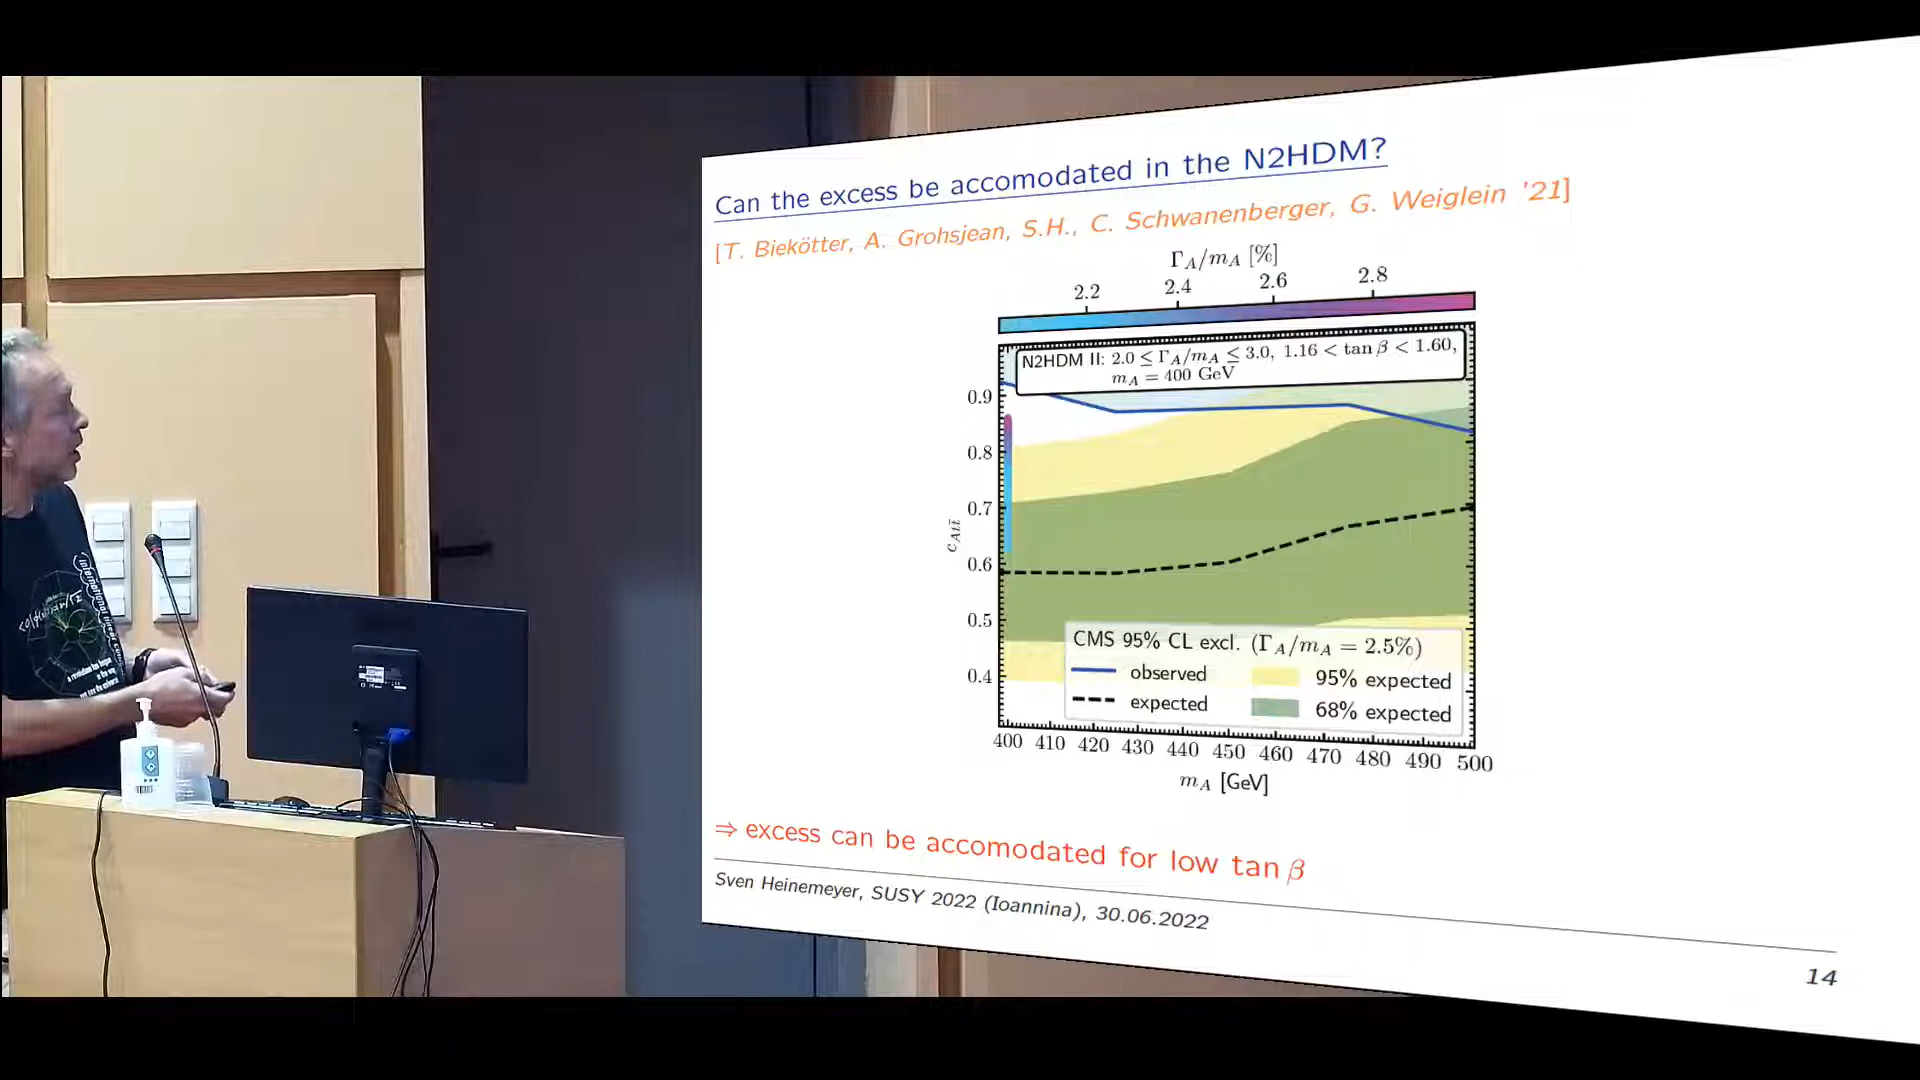 Can the excess be accomodated in the N2HDM?
[T. Biekötter, A. Grohsjean, S.H., C. Schwanenberger, G. Weiglein '21]
Γ_A/m_A [%]
2.2 2.4 2.6 2.8
N2HDM II: 2.0 ≤ Γ_A/m_A ≤ 3.0, 1.16 < tan β < 1.60,
m_A = 400 GeV
0.9
0.8
0.7
0.6
0.5
0.4
c_{Att̄}
CMS 95% CL excl. (Γ_A/m_A = 2.5%)
observed 95% expected
expected 68% expected
400 410 420 430 440 450 460 470 480 490 500
m_A [GeV]
⇒ excess can be accomodated for low tan β
Sven Heinemeyer, SUSY 2022 (Ioannina), 30.06.2022
14